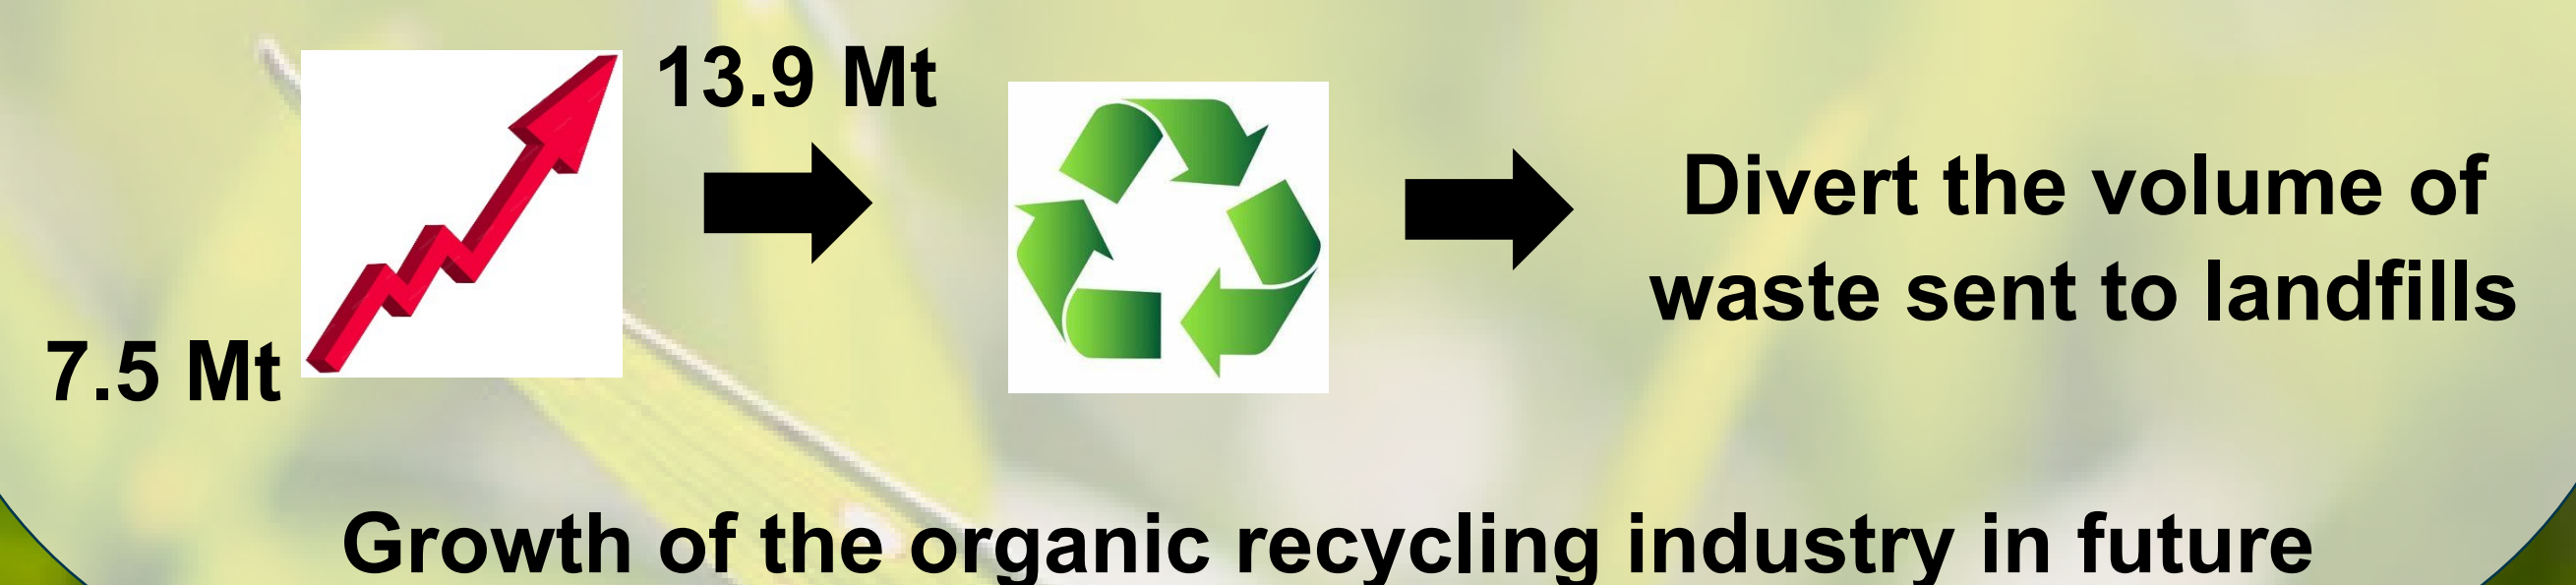 13.9 Mt
7.5 Mt
Divert the volume of
waste sent to landfills
Growth of the organic recycling industry in future